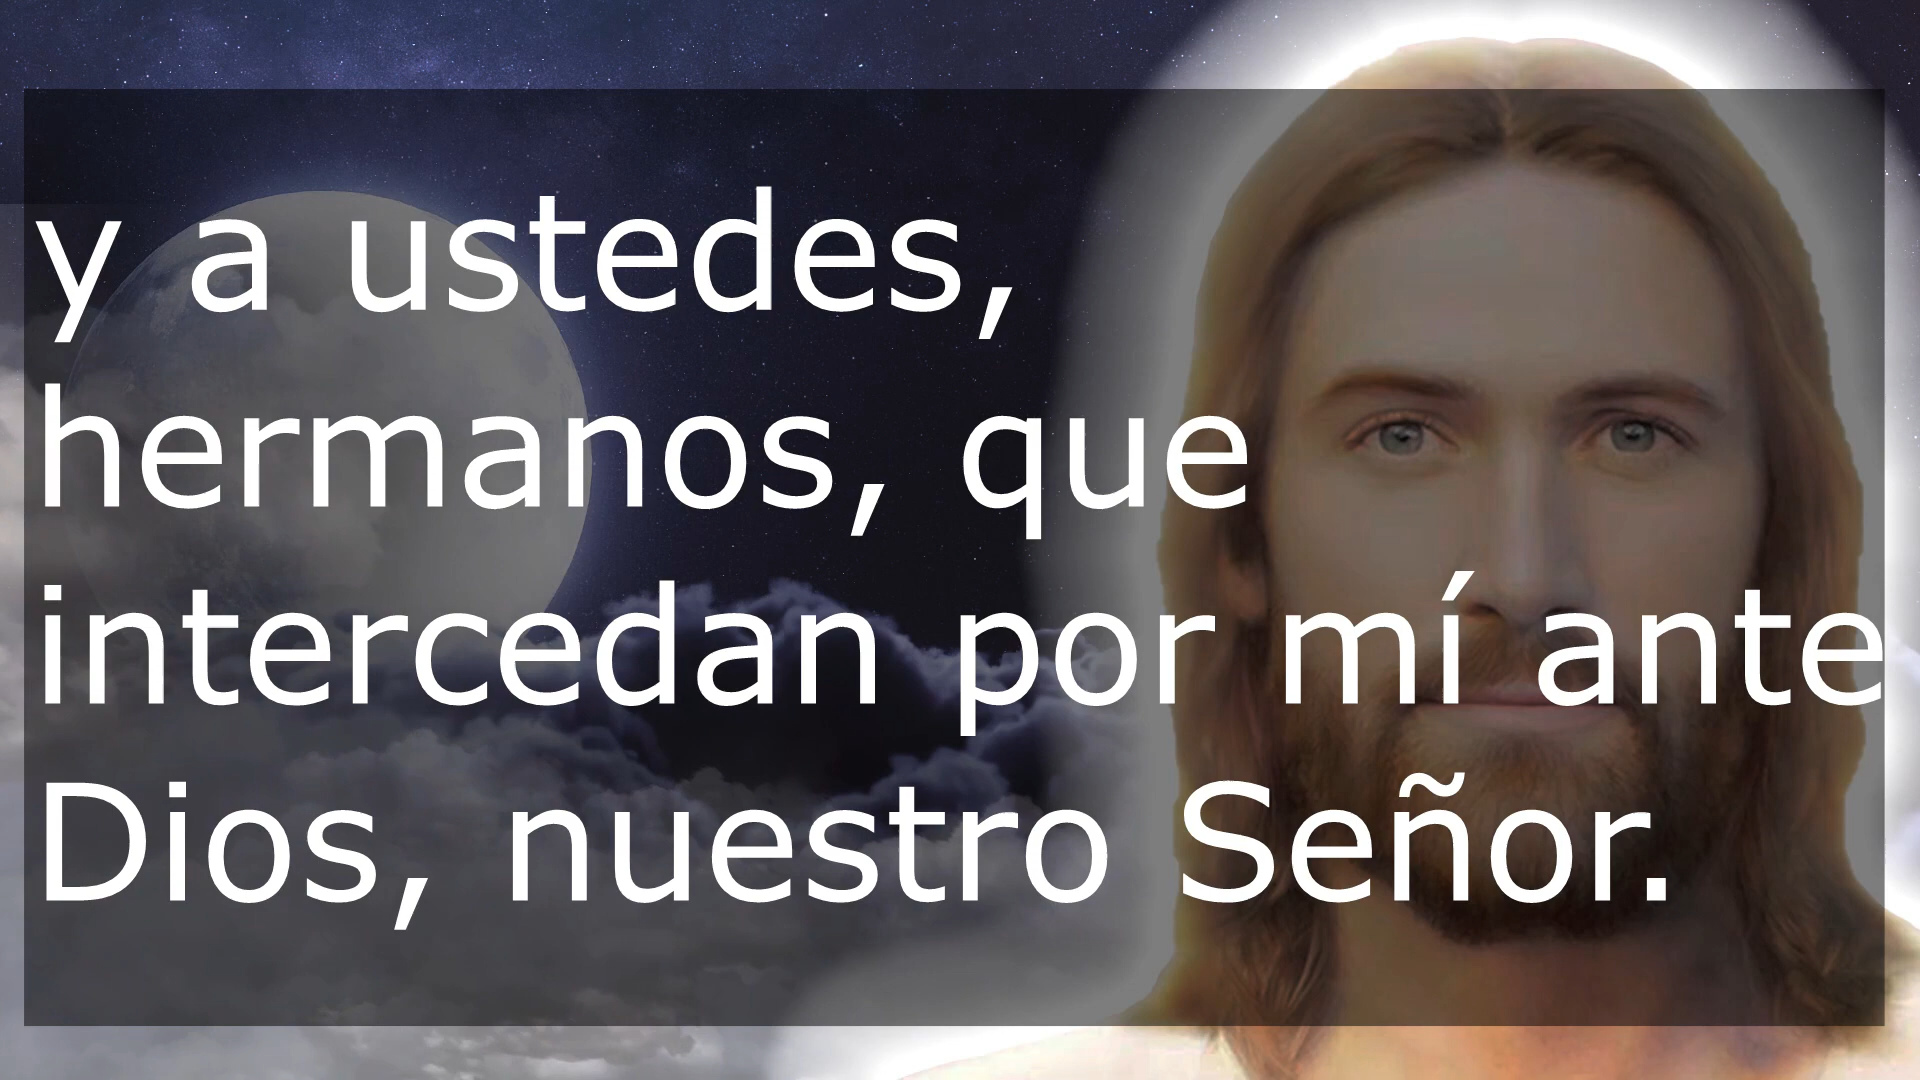 y a ustedes,
hermanos, que
intercedan por mí ante
Dios, nuestro Señor.